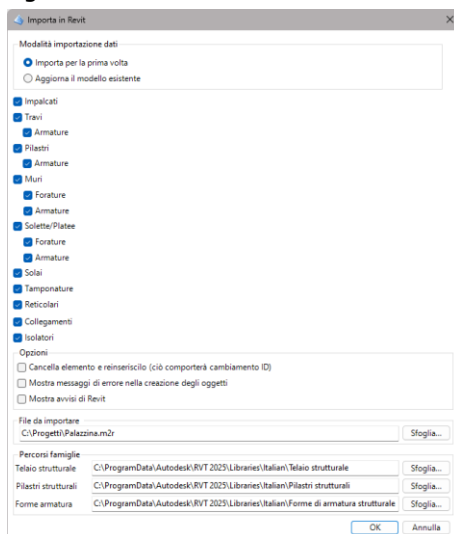 Importa in Revit
Modalità importazione dati
Importa per la prima volta
Aggiorna il modello esistente
Impalcati
Travi
Armature
Pilastri
Armature
Muri
Forature
Armature
Solette/Platee
Forature
Armature
Solai
Tamponature
Reticolari
Collegamenti
Isolatori
Opzioni
Cancella elemento e reinseriscilo (ciò comporterà cambiamento ID)
Mostra messaggi di errore nella creazione degli oggetti
Mostra avvisi di Revit
File da importare
C:\Progetti\Palazzina.m2r Sfoglia...
Percorsi famiglie
Telaio strutturale C:\ProgramData\Autodesk\RVT 2025\Libraries\Italian\Telaio strutturale Sfoglia...
Pilastri strutturali C:\ProgramData\Autodesk\RVT 2025\Libraries\Italian\Pilastri strutturali Sfoglia...
Forme armatura C:\ProgramData\Autodesk\RVT 2025\Libraries\Italian\Forme di armatura strutturale Sfoglia...
OK Annulla